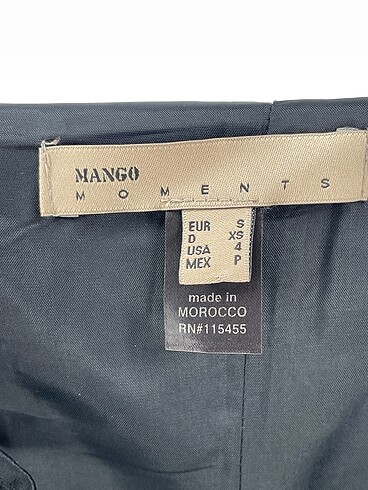 MANGO
MOMENTS
EUR S
D XS
USA 4
MEX P
made in
MOROCCO
RN#115455